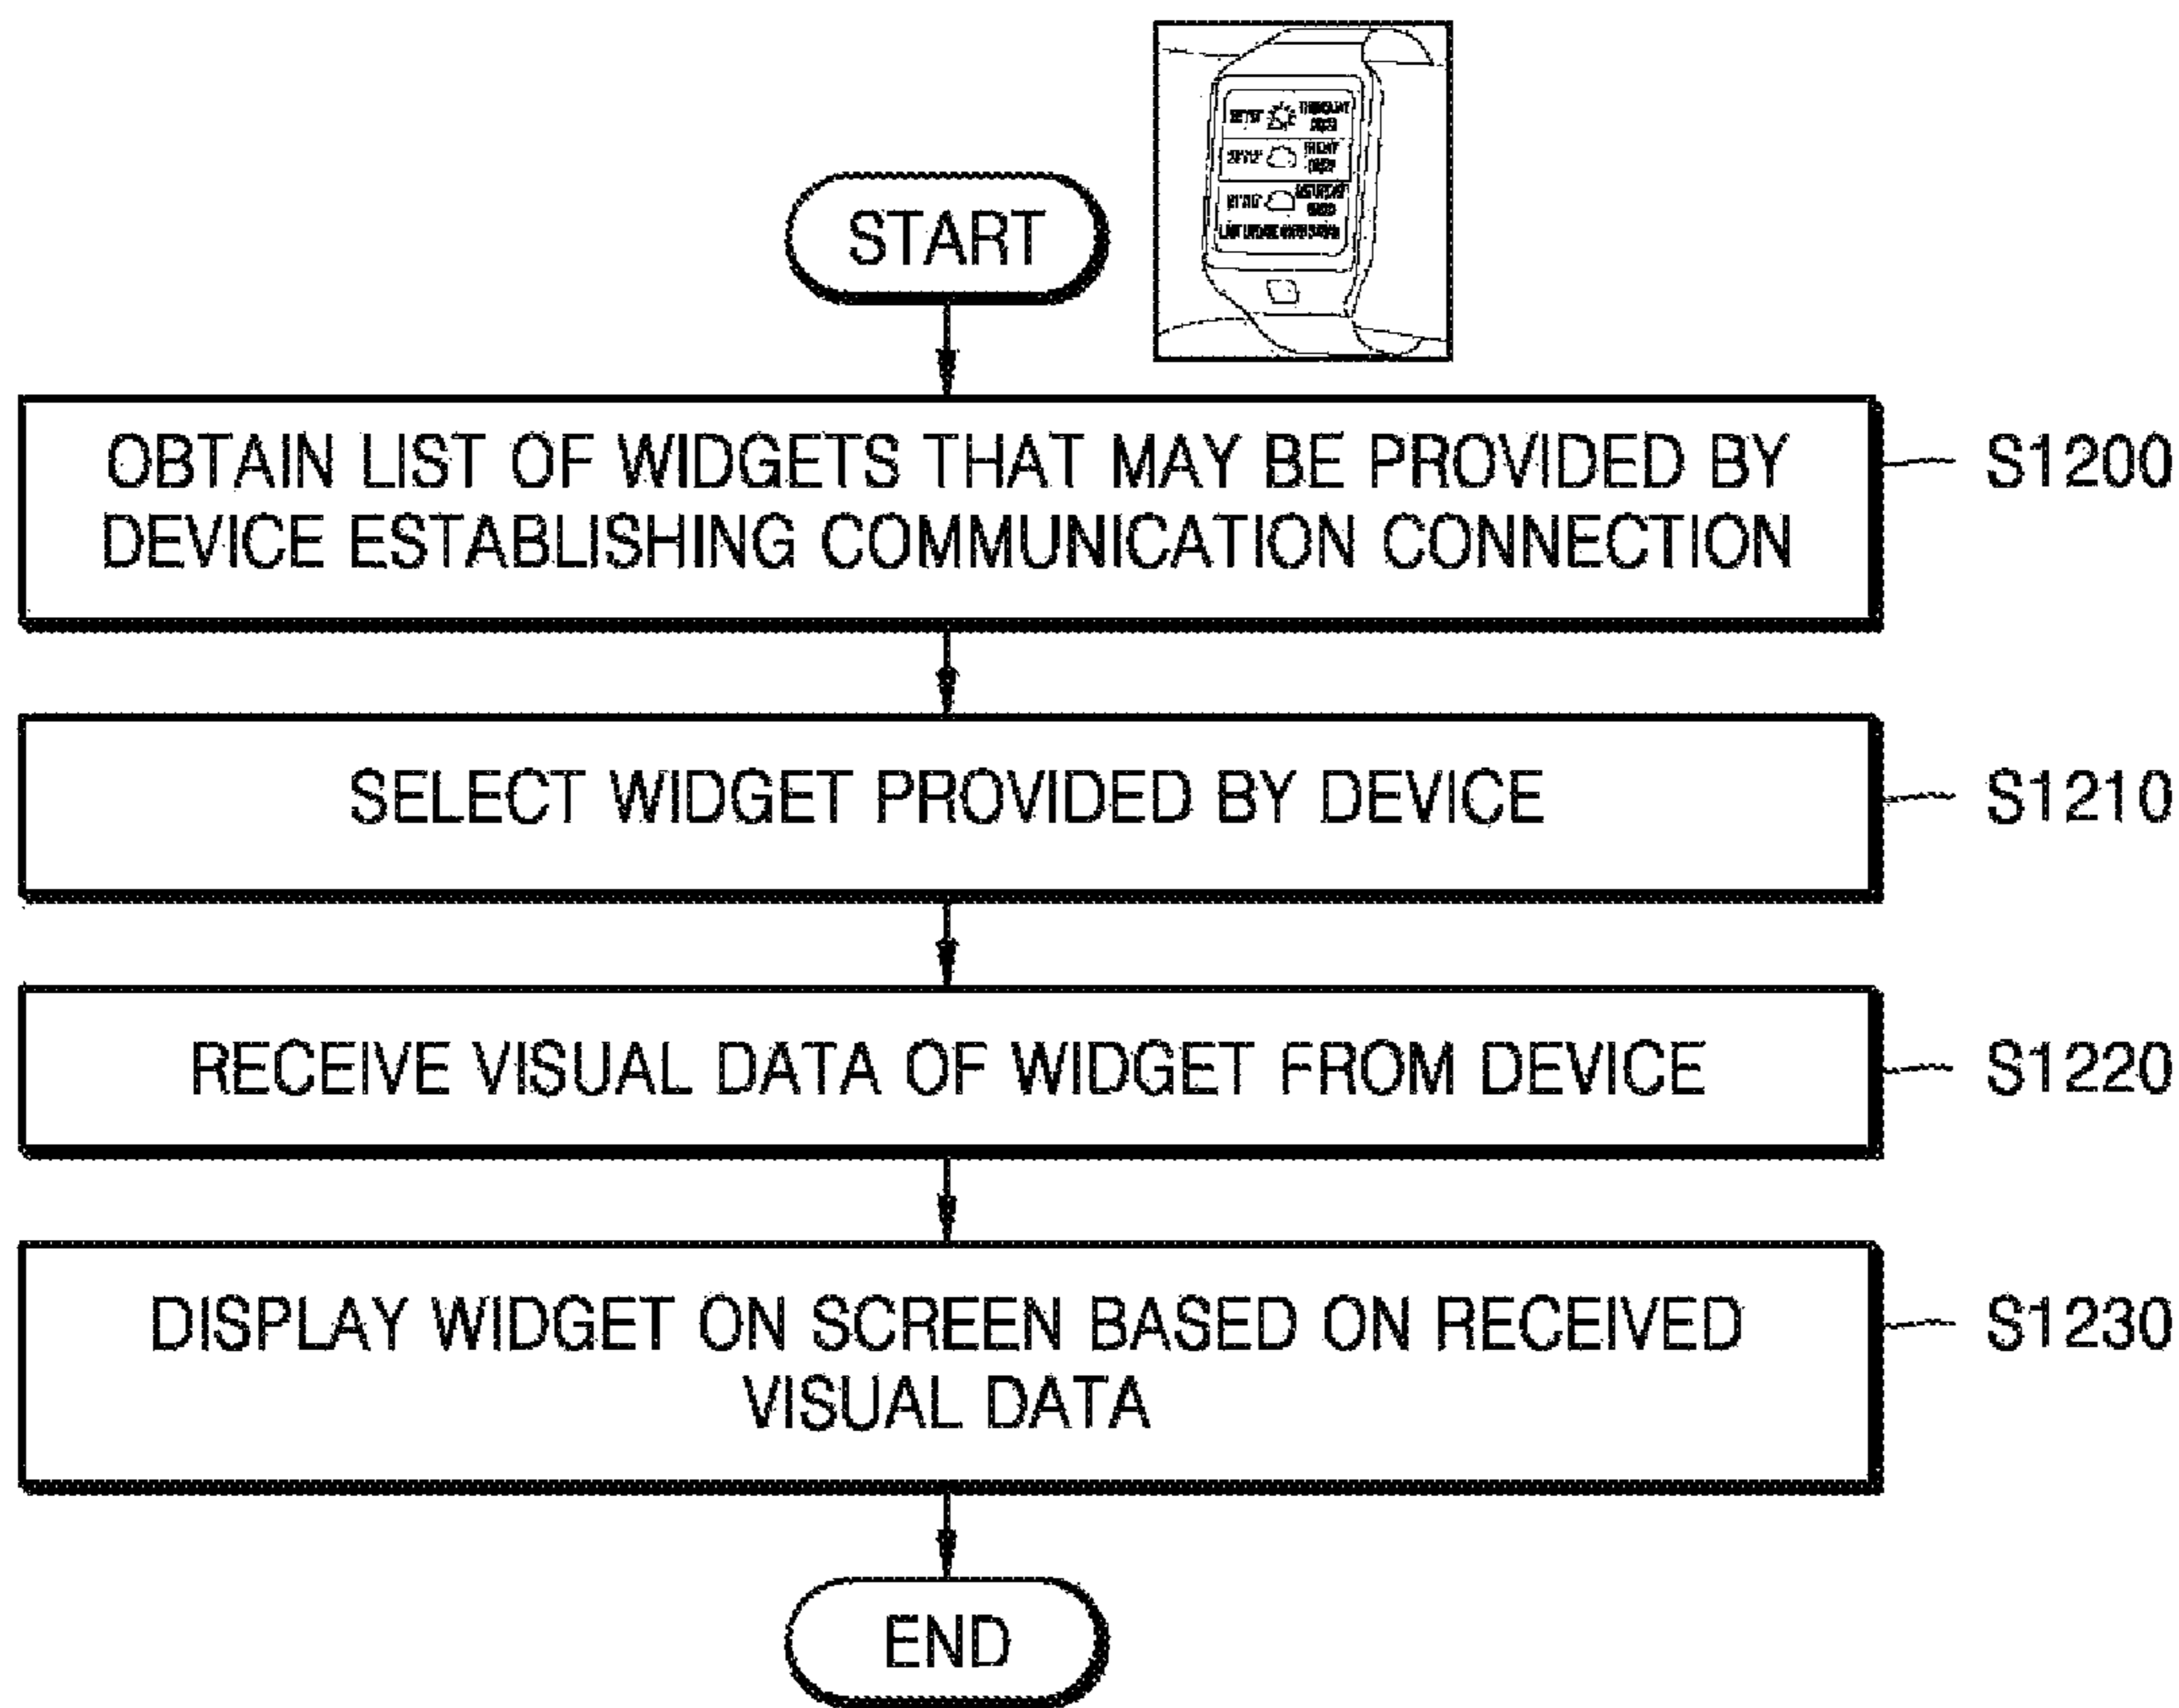 START
OBTAIN LIST OF WIDGETS THAT MAY BE PROVIDED BY
DEVICE ESTABLISHING COMMUNICATION CONNECTION
S1200
SELECT WIDGET PROVIDED BY DEVICE
S1210
RECEIVE VISUAL DATA OF WIDGET FROM DEVICE
S1220
DISPLAY WIDGET ON SCREEN BASED ON RECEIVED
VISUAL DATA
S1230
END